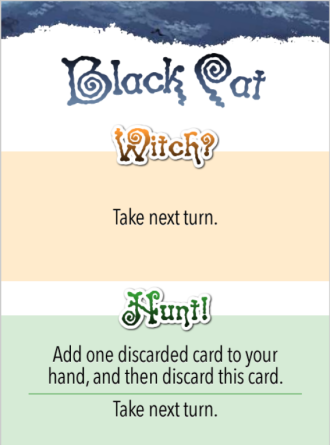 Black Cat
Witch?
Take next turn.
Hunt!
Add one discarded card to your
hand, and then discard this card.
Take next turn.